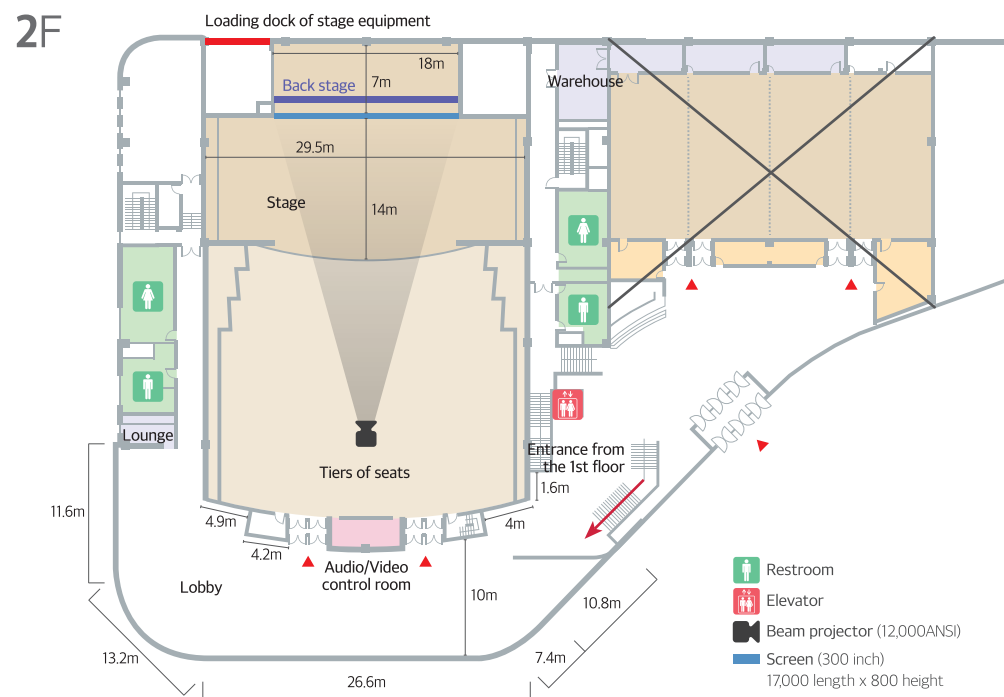 2F
Loading dock of stage equipment
18m
Back stage
7m
Warehouse
29.5m
Stage
14m
Lounge
Tiers of seats
Entrance from
the 1st floor
1.6m
11.6m
4.9m
4m
4.2m
Audio/Video
control room
Lobby
10m
10.8m
13.2m
7.4m
26.6m
Restroom
Elevator
Beam projector (12,000ANSI)
Screen (300 inch)
17,000 length x 800 height